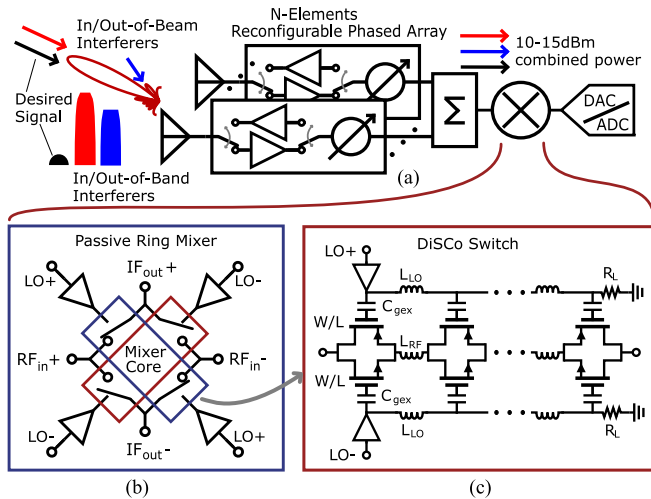 N-Elements
Reconfigurable Phased Array
In/Out-of-Beam
Interferers
10-15dBm
combined power
Desired
Signal
In/Out-of-Band
Interferers
Σ
DAC
ADC
(a)
Passive Ring Mixer
LO+
IFout+
LO-
RFin+
Mixer
Core
RFin-
LO-
IFout-
LO+
(b)
DiSCo Switch
LO+
LLO
RL
Cgex
W/L
LRF
W/L
Cgex
LLO
RL
LO-
(c)